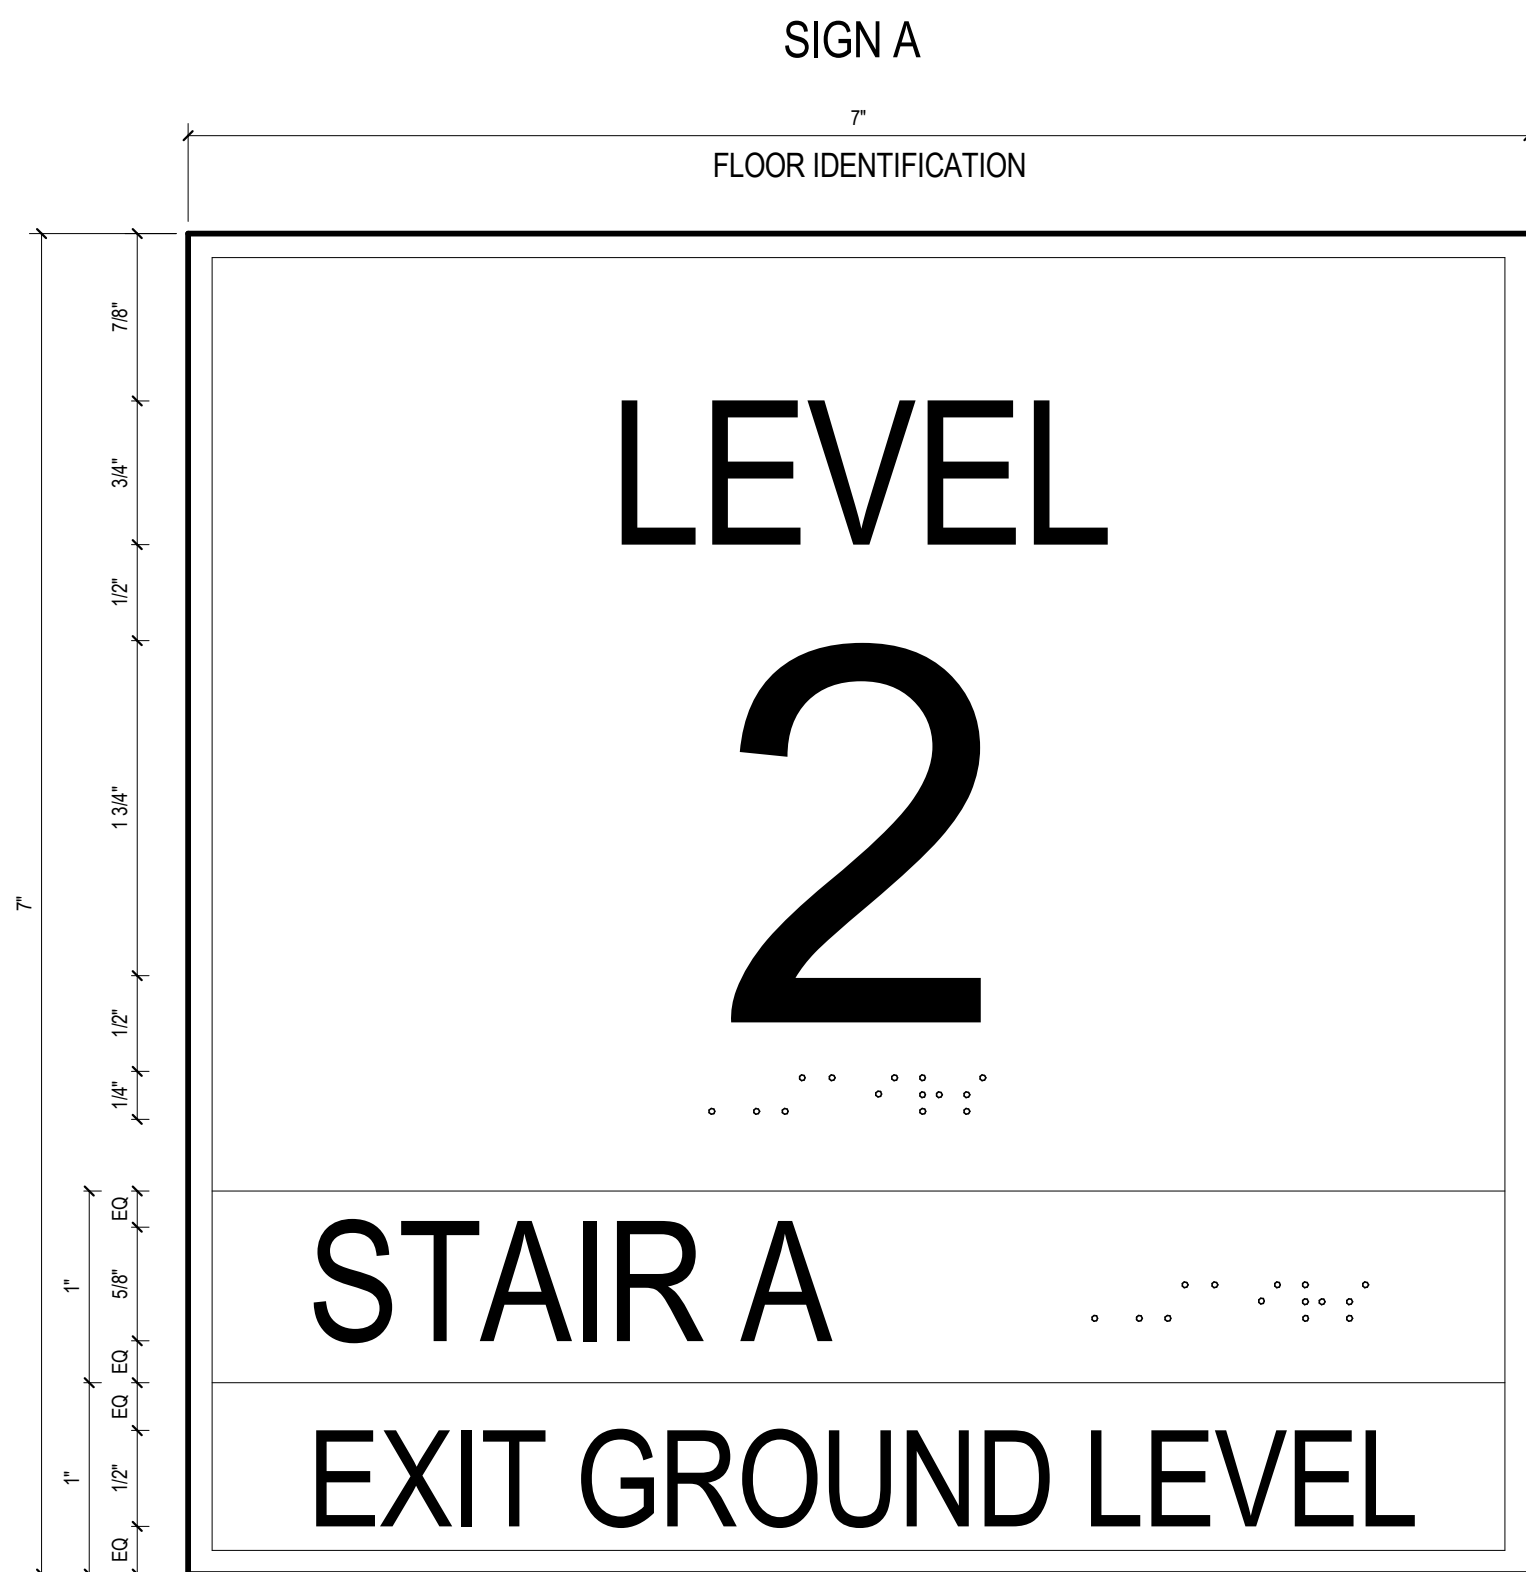 SIGN A
7"
FLOOR IDENTIFICATION
7/8"
3/4"
LEVEL
1/2"
1 3/4"
2
7"
1/2"
1/4"
EQ
5/8"
1"
STAIR A
EQ
EQ
1/2"
1"
EXIT GROUND LEVEL
EQ